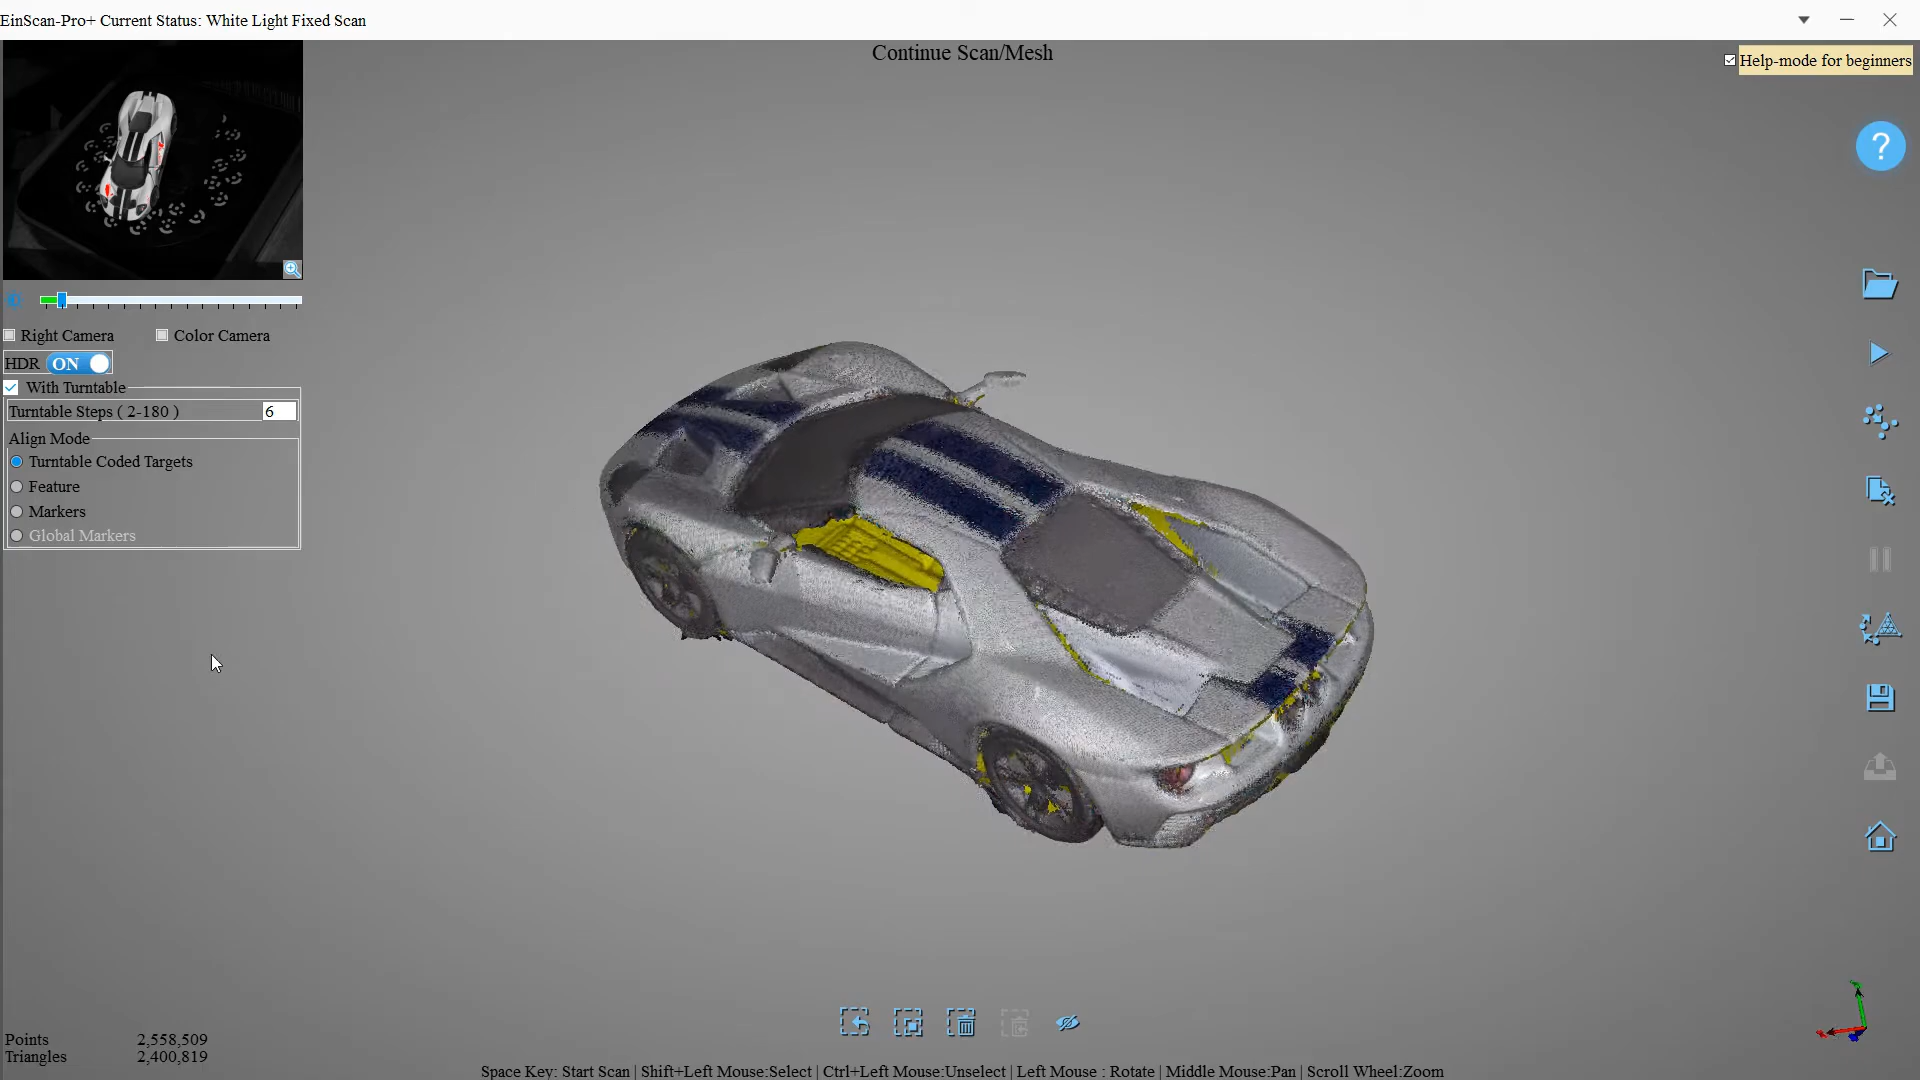 EinScan-Pro+ Current Status: White Light Fixed Scan
Continue Scan/Mesh
Help-mode for beginners
?
Right Camera
Color Camera
HDR ON
With Turntable
Turntable Steps ( 2-180 ) 6
Align Mode
Turntable Coded Targets
Feature
Markers
Global Markers
Points 2,558,509
Triangles 2,400,819
Space Key: Start Scan | Shift+Left Mouse:Select | Ctrl+Left Mouse:Unselect | Left Mouse : Rotate | Middle Mouse:Pan | Scroll Wheel:Zoom